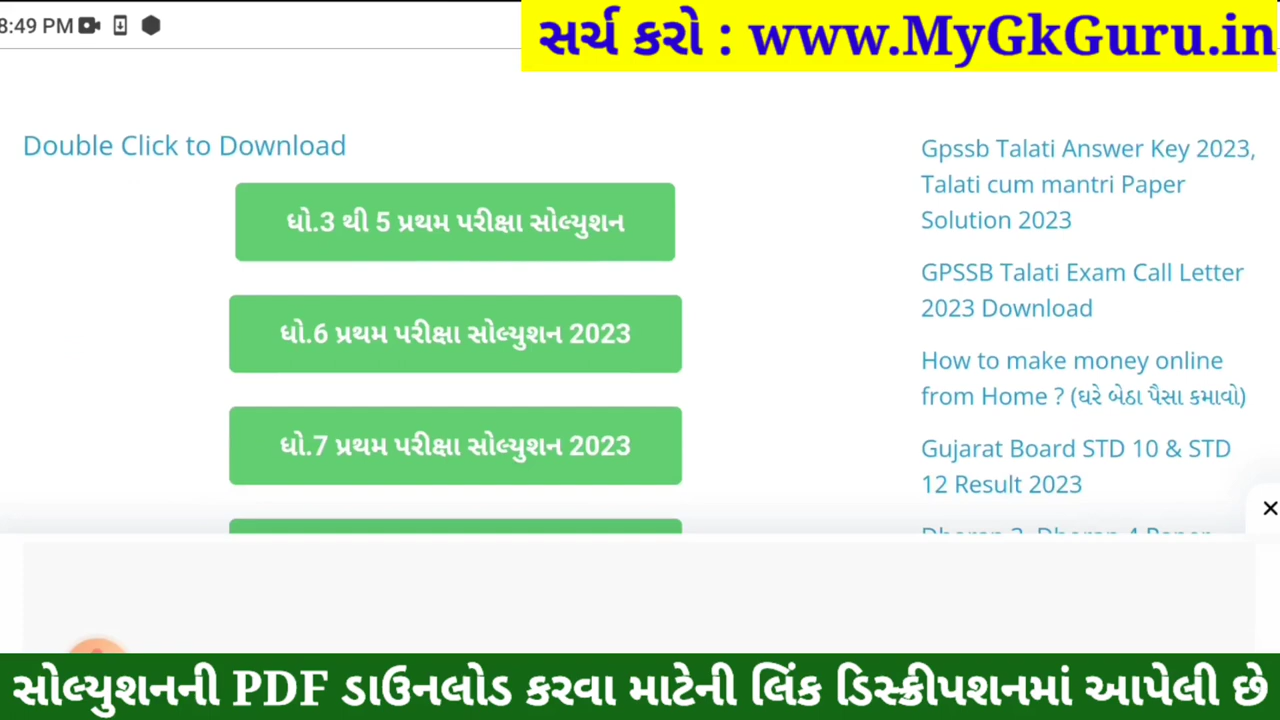 8:49 PM
સર્ચ કરો : www.MyGkGuru.in
Double Click to Download
ધો.3 થી 5 પ્રથમ પરીક્ષા સોલ્યુશન
ધો.6 પ્રથમ પરીક્ષા સોલ્યુશન 2023
ધો.7 પ્રથમ પરીક્ષા સોલ્યુશન 2023
Gpssb Talati Answer Key 2023,
Talati cum mantri Paper
Solution 2023
GPSSB Talati Exam Call Letter
2023 Download
How to make money online
from Home ? (ઘરે બેઠા પૈસા કમાવો)
Gujarat Board STD 10 & STD
12 Result 2023
સોલ્યુશનની PDF ડાઉનલોડ કરવા માટેની લિંક ડિસ્ક્રીપશનમાં આપેલી છે